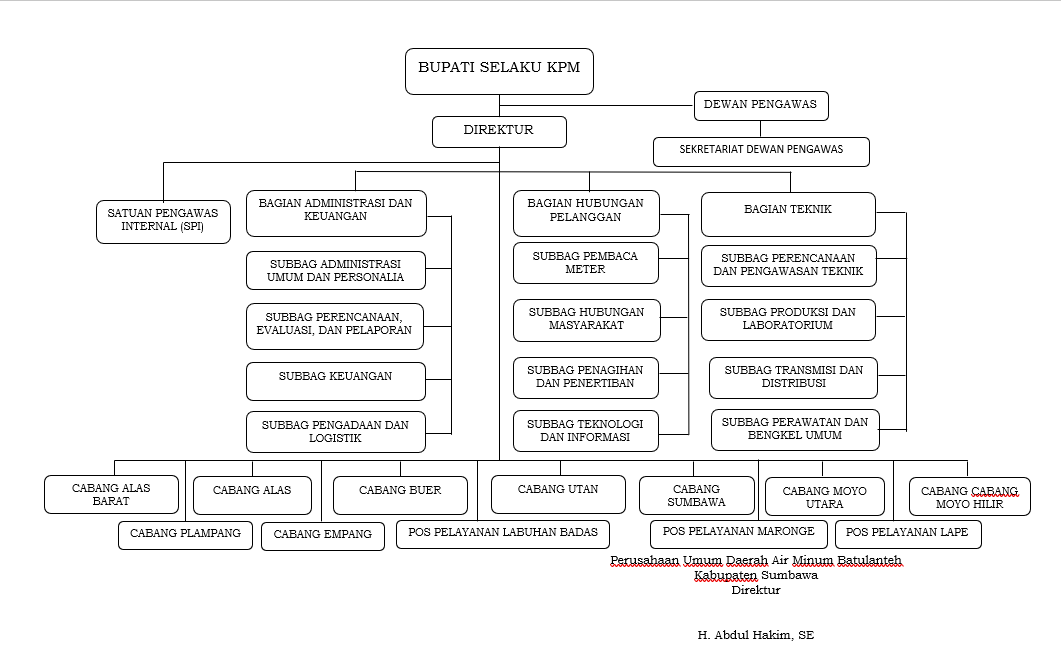 BUPATI SELAKU KPM
DEWAN PENGAWAS
DIREKTUR
SEKRETARIAT DEWAN PENGAWAS
SATUAN PENGAWAS
INTERNAL (SPI)
BAGIAN ADMINISTRASI DAN
KEUANGAN
SUBBAG ADMINISTRASI
UMUM DAN PERSONALIA
SUBBAG PERENCANAAN,
EVALUASI, DAN PELAPORAN
SUBBAG KEUANGAN
SUBBAG PENGADAAN DAN
LOGISTIK
BAGIAN HUBUNGAN
PELANGGAN
SUBBAG PEMBACA
METER
SUBBAG HUBUNGAN
MASYARAKAT
SUBBAG PENAGIHAN
DAN PENERTIBAN
SUBBAG TEKNOLOGI
DAN INFORMASI
BAGIAN TEKNIK
SUBBAG PERENCANAAN
DAN PENGAWASAN TEKNIK
SUBBAG PRODUKSI DAN
LABORATORIUM
SUBBAG TRANSMISI DAN
DISTRIBUSI
SUBBAG PERAWATAN DAN
BENGKEL UMUM
CABANG ALAS
BARAT
CABANG ALAS
CABANG BUER
CABANG UTAN
CABANG
SUMBAWA
CABANG MOYO
UTARA
CABANG CABANG
MOYO HILIR
CABANG PLAMPANG
CABANG EMPANG
POS PELAYANAN LABUHAN BADAS
POS PELAYANAN MARONGE
POS PELAYANAN LAPE
Perusahaan Umum Daerah Air Minum Batulanteh
Kabupaten Sumbawa
Direktur
H. Abdul Hakim, SE